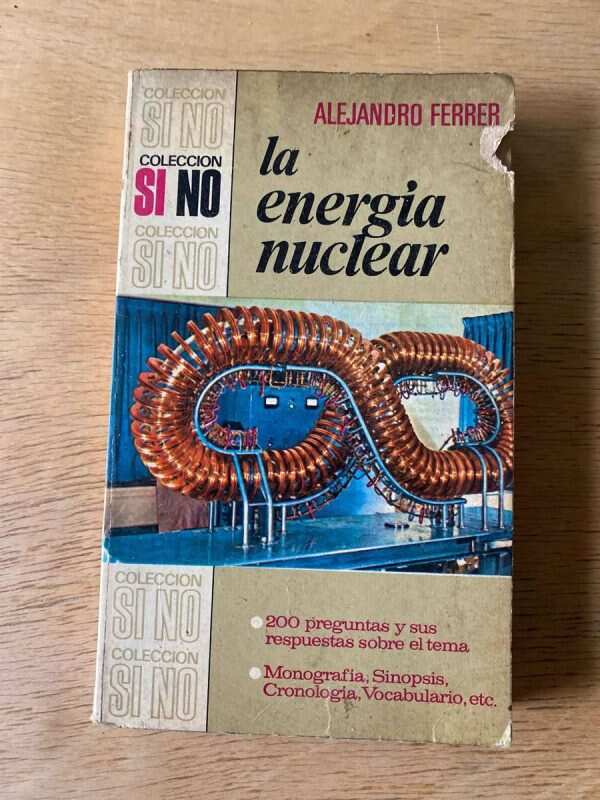 COLECCION
SI NO
COLECCION
SI NO
COLECCION
SI NO
ALEJANDRO FERRER
la
energia
nuclear
COLECCION
SI NO
COLECCION
SI NO
200 preguntas y sus
respuestas sobre el tema
Monografía, Sinopsis,
Cronología, Vocabulario, etc.